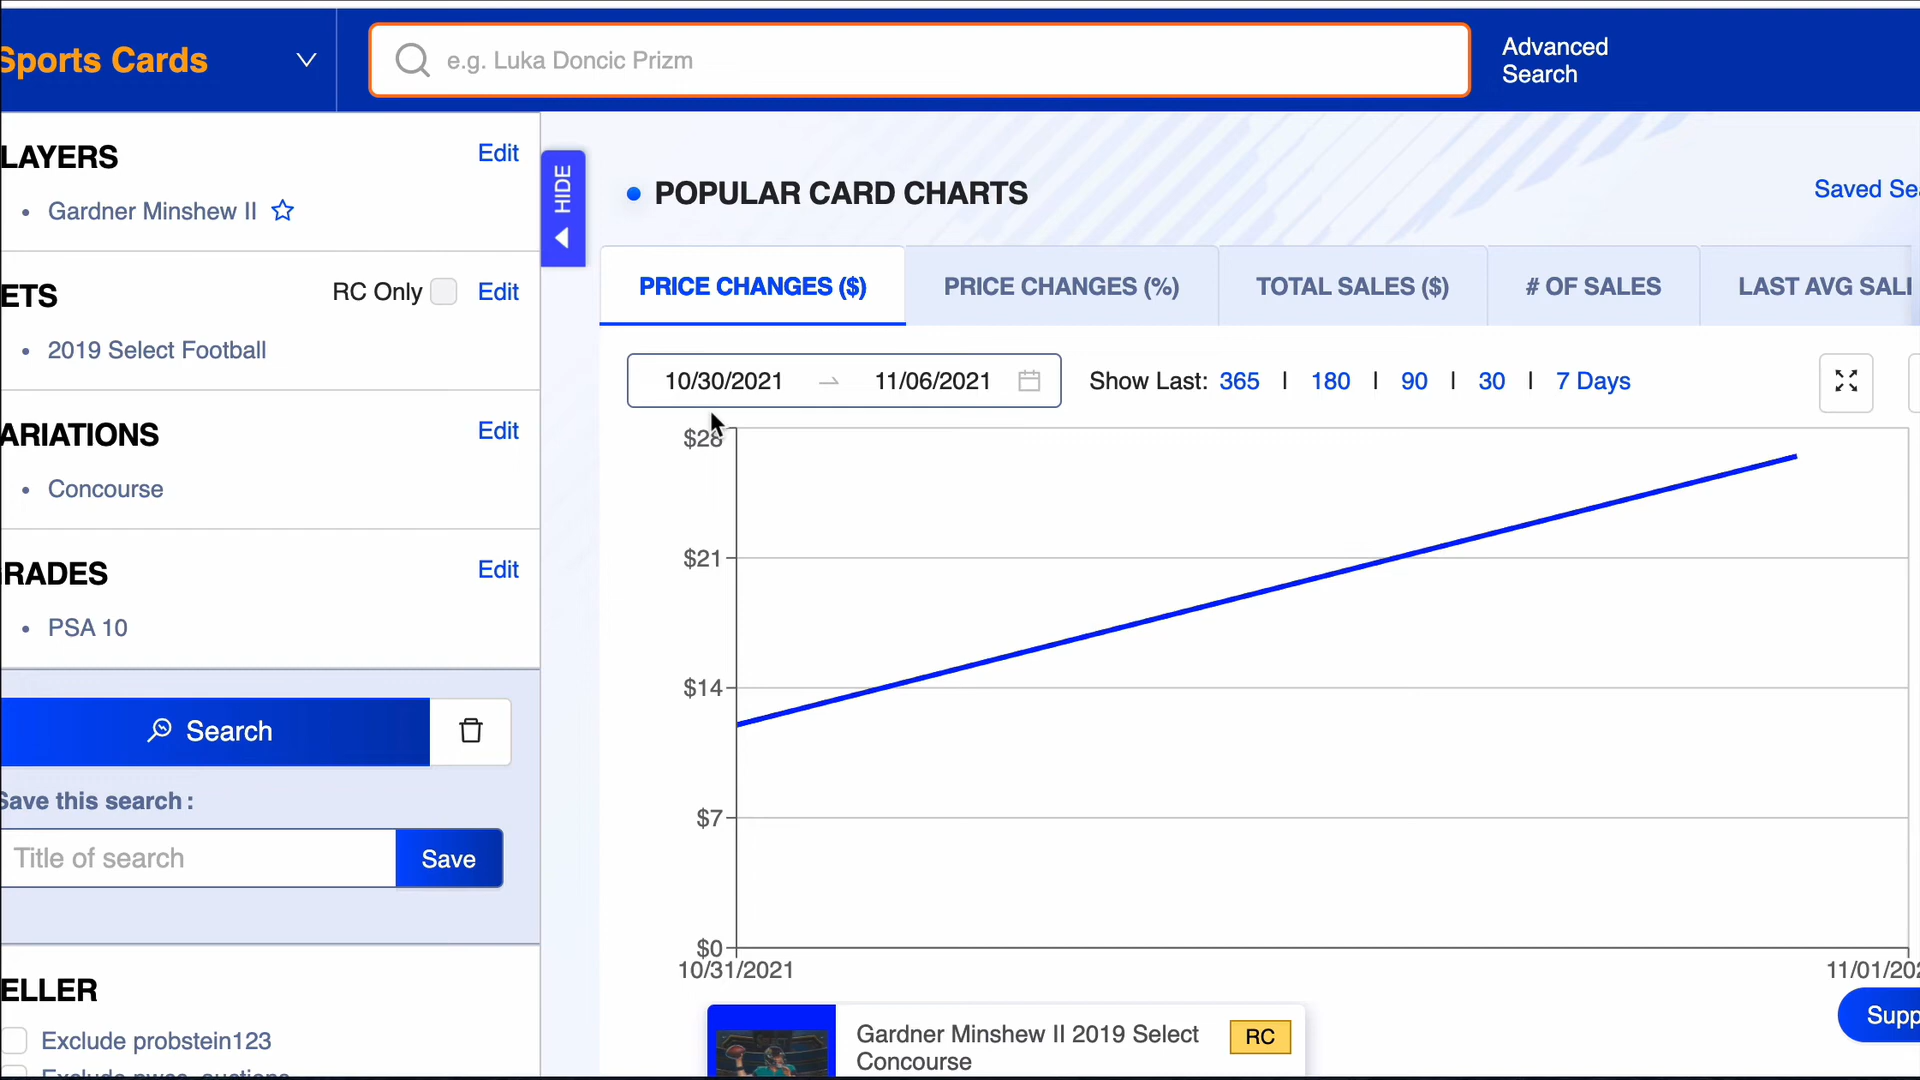 Sports Cards
e.g. Luka Doncic Prizm
Advanced
Search
LAYERS
Edit
Gardner Minshew II
ETS
RC Only
Edit
2019 Select Football
ARIATIONS
Edit
Concourse
RADES
Edit
PSA 10
Search
Save this search :
Title of search
Save
ELLER
Exclude probstein123
HIDE
POPULAR CARD CHARTS
Saved Sea
PRICE CHANGES ($)
PRICE CHANGES (%)
TOTAL SALES ($)
# OF SALES
LAST AVG SALI
10/30/2021
11/06/2021
Show Last: 365 I 180 I 90 I 30 I 7 Days
$28
$21
$14
$7
$0
10/31/2021
11/01/202
Supp
Gardner Minshew II 2019 Select
Concourse
RC